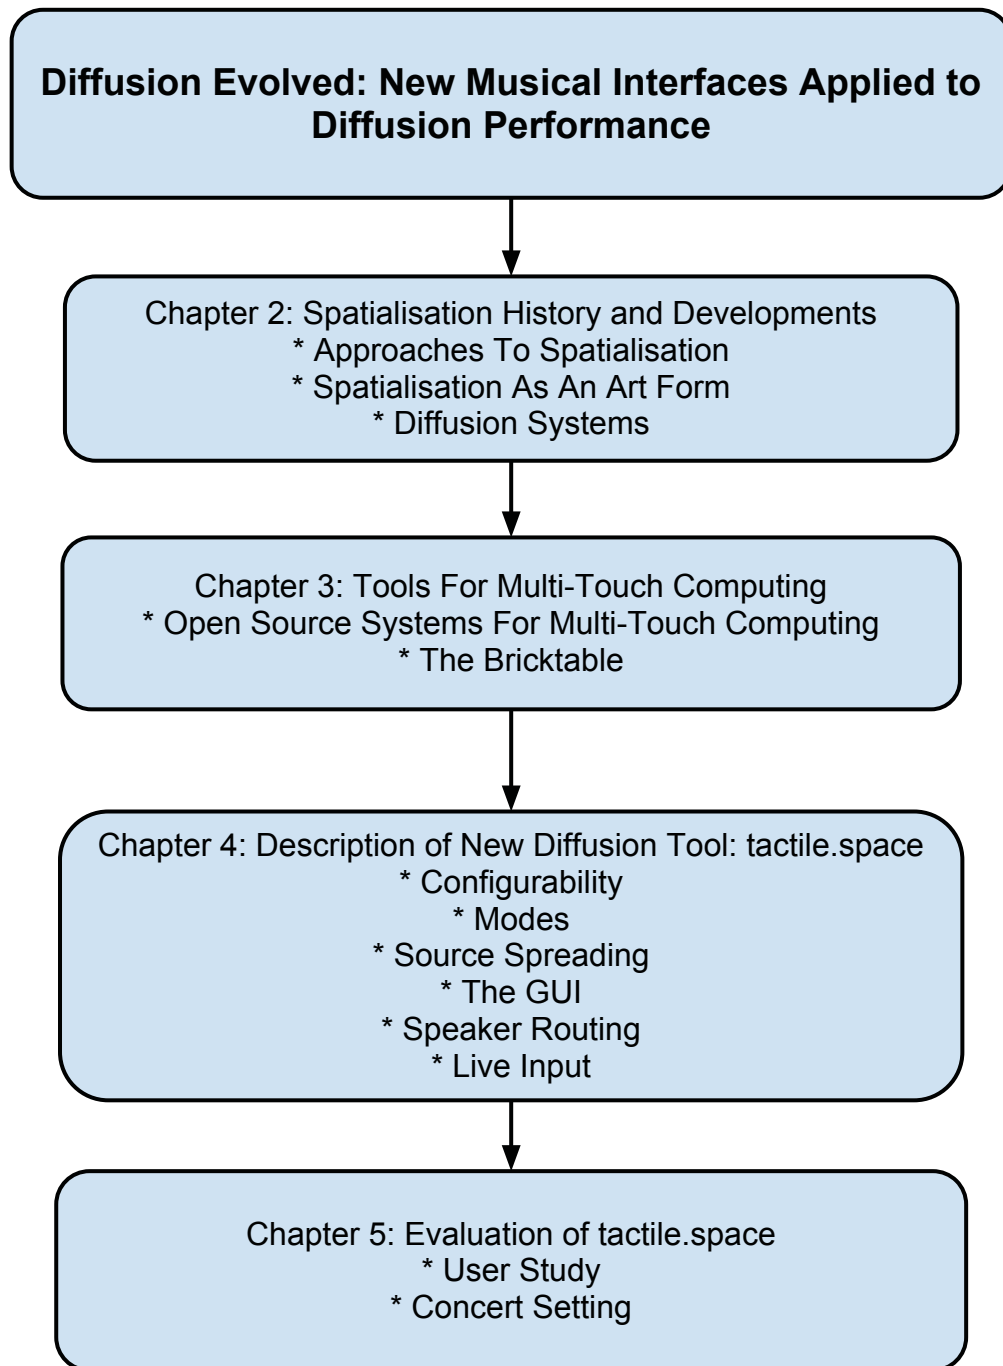 Diffusion Evolved: New Musical Interfaces Applied to
Diffusion Performance
Chapter 2: Spatialisation History and Developments
* Approaches To Spatialisation
* Spatialisation As An Art Form
* Diffusion Systems
Chapter 3: Tools For Multi-Touch Computing
* Open Source Systems For Multi-Touch Computing
* The Bricktable
Chapter 4: Description of New Diffusion Tool: tactile.space
* Configurability
* Modes
* Source Spreading
* The GUI
* Speaker Routing
* Live Input
Chapter 5: Evaluation of tactile.space
* User Study
* Concert Setting